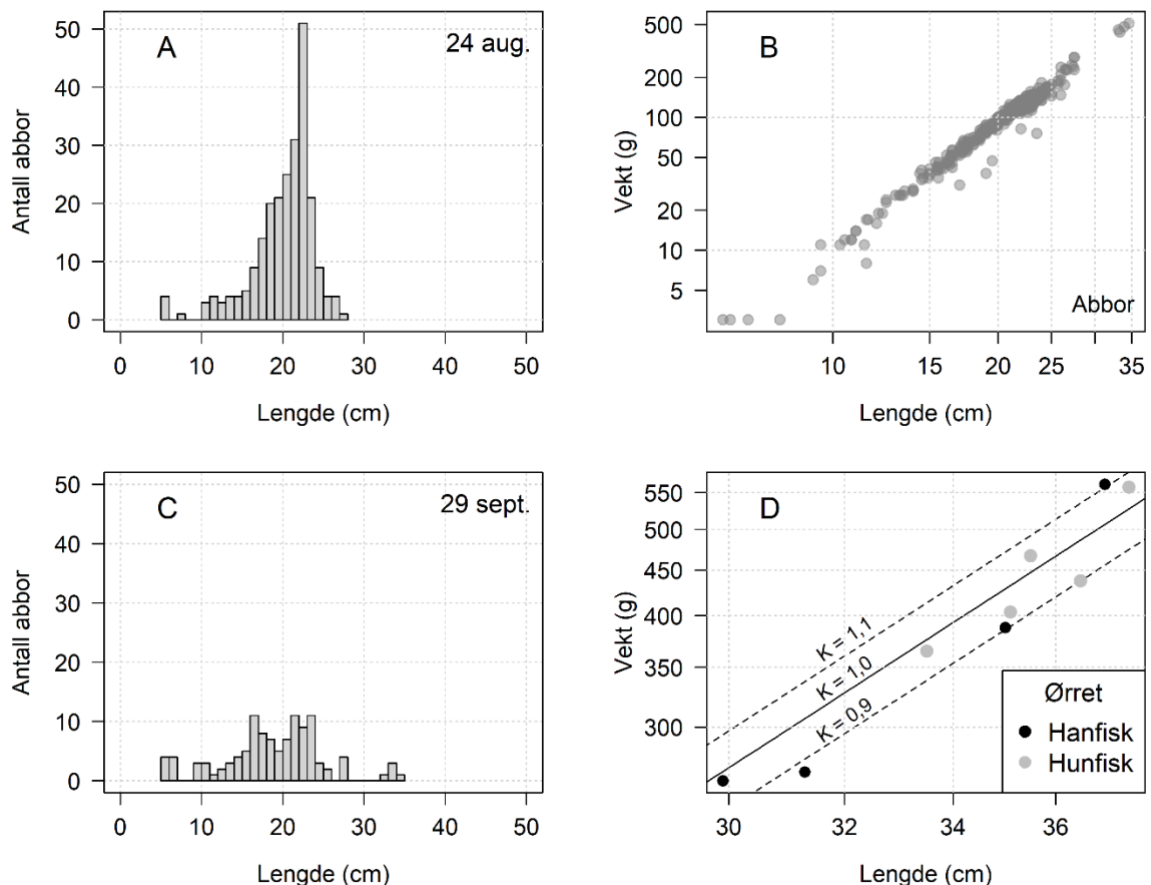 A
24 aug.
Antall abbor
50
40
30
20
10
0
0 10 20 30 40 50
Lengde (cm)
B
Abbor
Vekt (g)
500
200
100
50
20
10
5
10 15 20 25 35
Lengde (cm)
C
29 sept.
Antall abbor
50
40
30
20
10
0
0 10 20 30 40 50
Lengde (cm)
D
Vekt (g)
550
500
450
400
350
300
K = 1,1
K = 1,0
K = 0,9
Ørret
Hanfisk
Hunfisk
30 32 34 36
Lengde (cm)